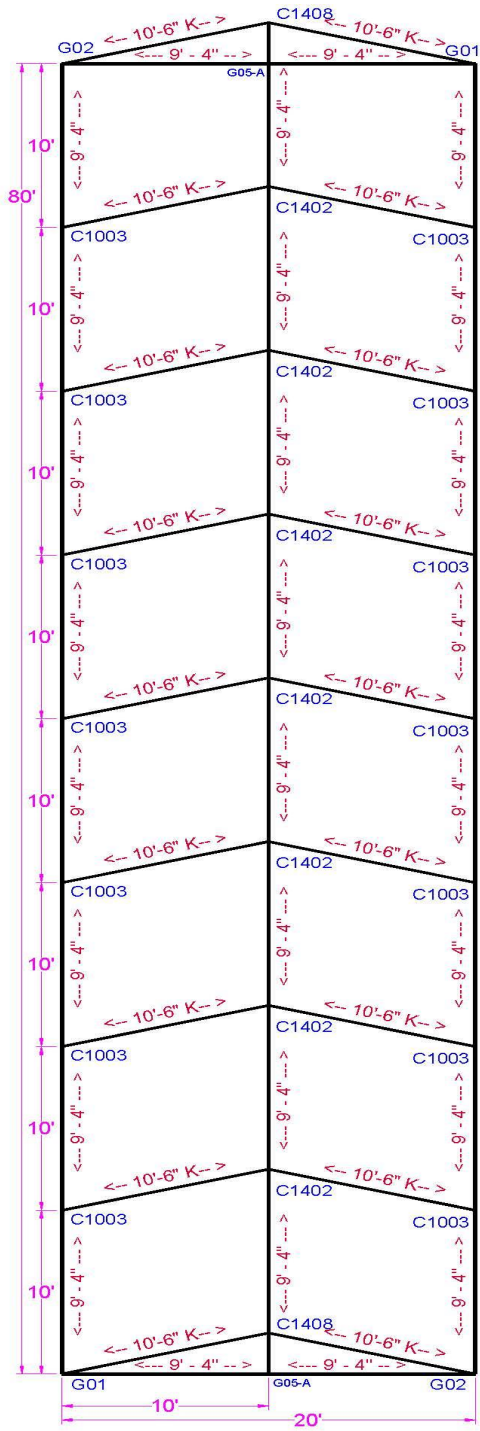 C1408
<-- 10'-6" K-- >
<-- 10'-6" K-- >
G02
<--- 9' - 4'' --- >
<--- 9' - 4'' --- >
G01
G05-A
<---- 9' - 4'' ---->
<---- 9' - 4'' ---->
<---- 9' - 4'' ---->
10'
80'
<-- 10'-6" K-- >
<-- 10'-6" K-- >
C1402
C1003
C1003
<---- 9' - 4'' ---->
<---- 9' - 4'' ---->
<---- 9' - 4'' ---->
10'
<-- 10'-6" K-- >
<-- 10'-6" K-- >
C1402
C1003
C1003
<---- 9' - 4'' ---->
<---- 9' - 4'' ---->
<---- 9' - 4'' ---->
10'
<-- 10'-6" K-- >
<-- 10'-6" K-- >
C1402
C1003
C1003
<---- 9' - 4'' ---->
<---- 9' - 4'' ---->
<---- 9' - 4'' ---->
10'
<-- 10'-6" K-- >
<-- 10'-6" K-- >
C1402
C1003
C1003
<---- 9' - 4'' ---->
<---- 9' - 4'' ---->
<---- 9' - 4'' ---->
10'
<-- 10'-6" K-- >
<-- 10'-6" K-- >
C1402
C1003
C1003
<---- 9' - 4'' ---->
<---- 9' - 4'' ---->
<---- 9' - 4'' ---->
10'
<-- 10'-6" K-- >
<-- 10'-6" K-- >
C1402
C1003
C1003
<---- 9' - 4'' ---->
<---- 9' - 4'' ---->
<---- 9' - 4'' ---->
10'
<-- 10'-6" K-- >
<-- 10'-6" K-- >
C1402
C1003
C1003
<---- 9' - 4'' ---->
<---- 9' - 4'' ---->
<---- 9' - 4'' ---->
10'
C1408
<-- 10'-6" K-- >
<-- 10'-6" K-- >
<--- 9' - 4'' --- >
<--- 9' - 4'' --- >
G01
G05-A
G02
10'
20'